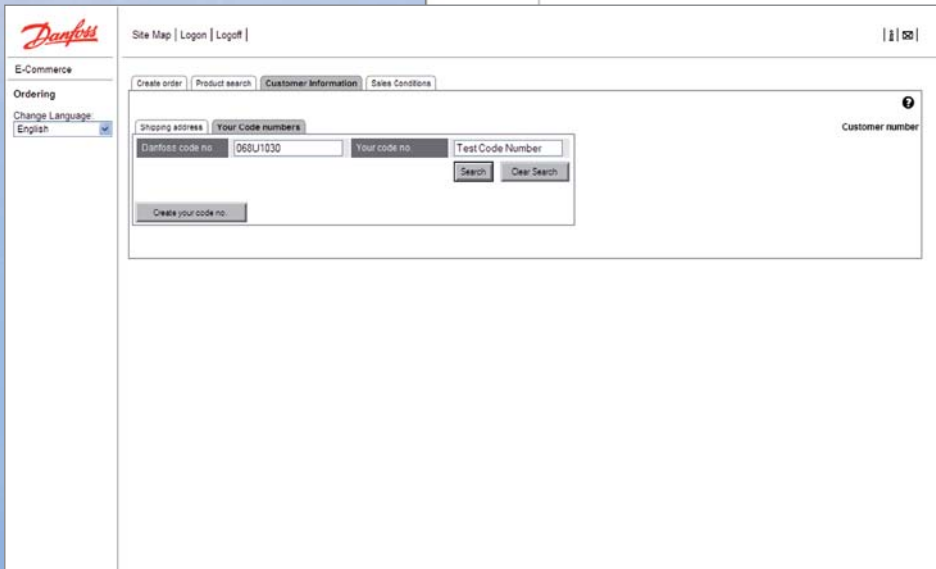 Danfoss
Site Map | Logon | Logoff |
E-Commerce
Ordering
Change Language:
English
Create order Product search Customer Information Sales Conditions
Customer number
Shipping address Your Code numbers
Danfoss code no 068U1030 Your code no. Test Code Number
Search Clear Search
Create your code no.